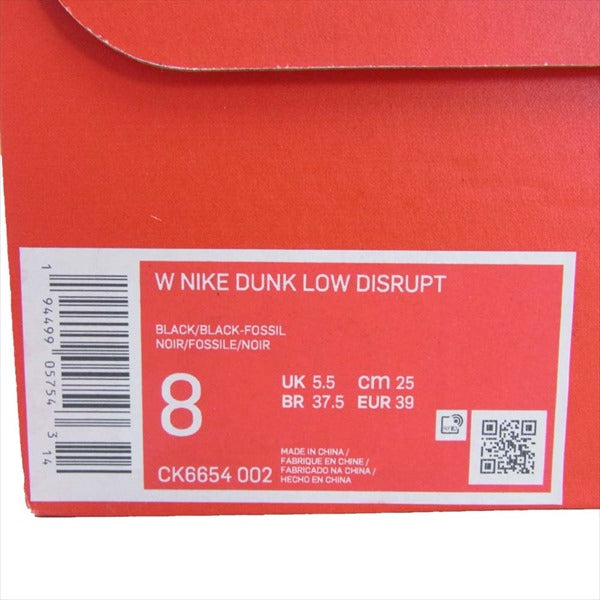 W NIKE DUNK LOW DISRUPT
BLACK/BLACK-FOSSIL
NOIR/FOSSILE/NOIR
8
UK 5.5 cm 25
BR 37.5 EUR 39
CK6654 002
MADE IN CHINA /
FABRIQUE EN CHINE /
FABRICADO NA CHINA /
HECHO EN CHINA
1 94499 05754 3 14